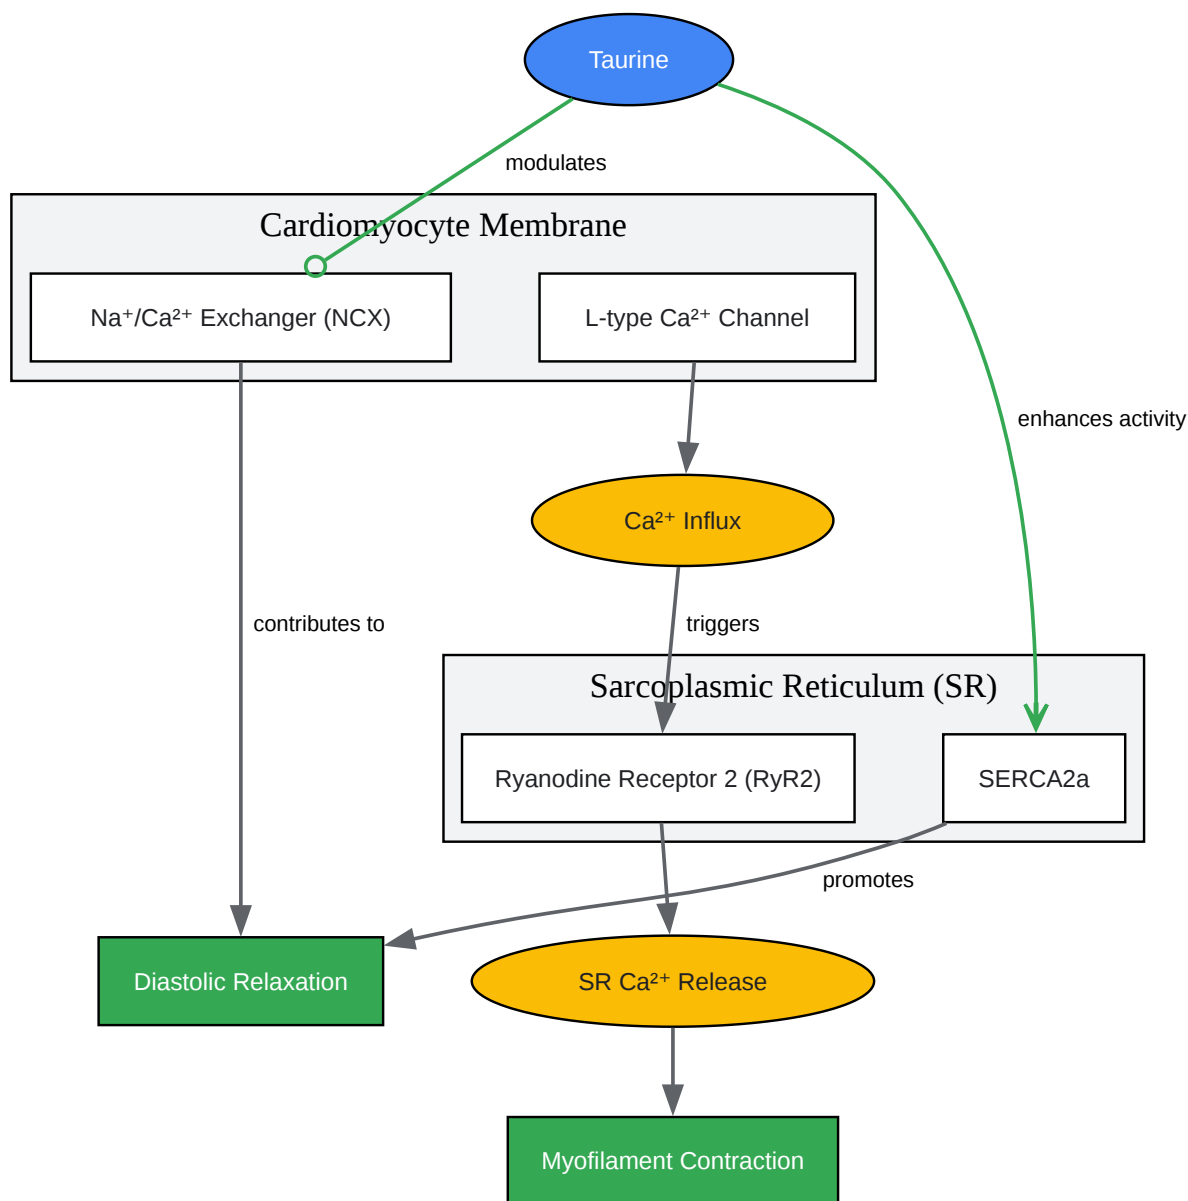 Taurine
modulates
Cardiomyocyte Membrane
Na⁺/Ca²⁺ Exchanger (NCX)
L-type Ca²⁺ Channel
enhances activity
Ca²⁺ Influx
contributes to
triggers
Sarcoplasmic Reticulum (SR)
Ryanodine Receptor 2 (RyR2)
SERCA2a
promotes
Diastolic Relaxation
SR Ca²⁺ Release
Myofilament Contraction